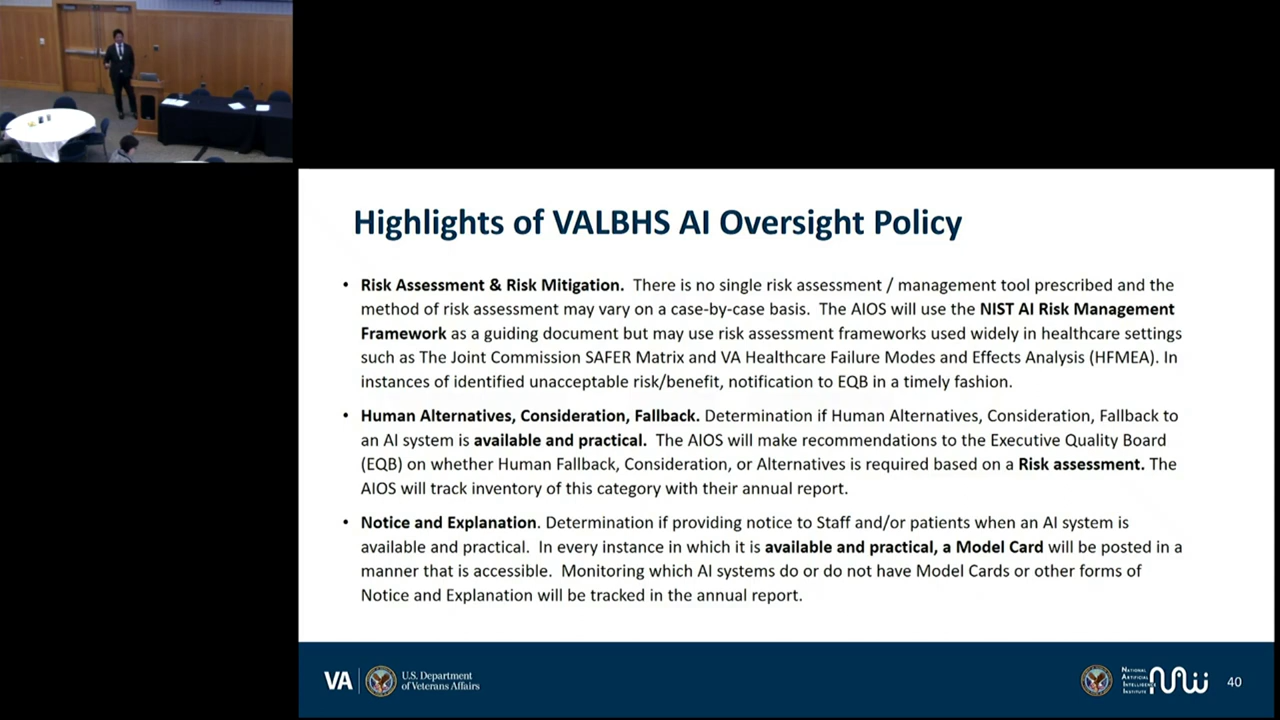 Highlights of VALBHS AI Oversight Policy
• Risk Assessment & Risk Mitigation. There is no single risk assessment / management tool prescribed and the
method of risk assessment may vary on a case-by-case basis. The AIOS will use the NIST AI Risk Management
Framework as a guiding document but may use risk assessment frameworks used widely in healthcare settings
such as The Joint Commission SAFER Matrix and VA Healthcare Failure Modes and Effects Analysis (HFMEA). In
instances of identified unacceptable risk/benefit, notification to EQB in a timely fashion.
• Human Alternatives, Consideration, Fallback. Determination if Human Alternatives, Consideration, Fallback to
an AI system is available and practical. The AIOS will make recommendations to the Executive Quality Board
(EQB) on whether Human Fallback, Consideration, or Alternatives is required based on a Risk assessment. The
AIOS will track inventory of this category with their annual report.
• Notice and Explanation. Determination if providing notice to Staff and/or patients when an AI system is
available and practical. In every instance in which it is available and practical, a Model Card will be posted in a
manner that is accessible. Monitoring which AI systems do or do not have Model Cards or other forms of
Notice and Explanation will be tracked in the annual report.
VA
U.S. Department
of Veterans Affairs
National
Artificial
Intelligence
Institute
40